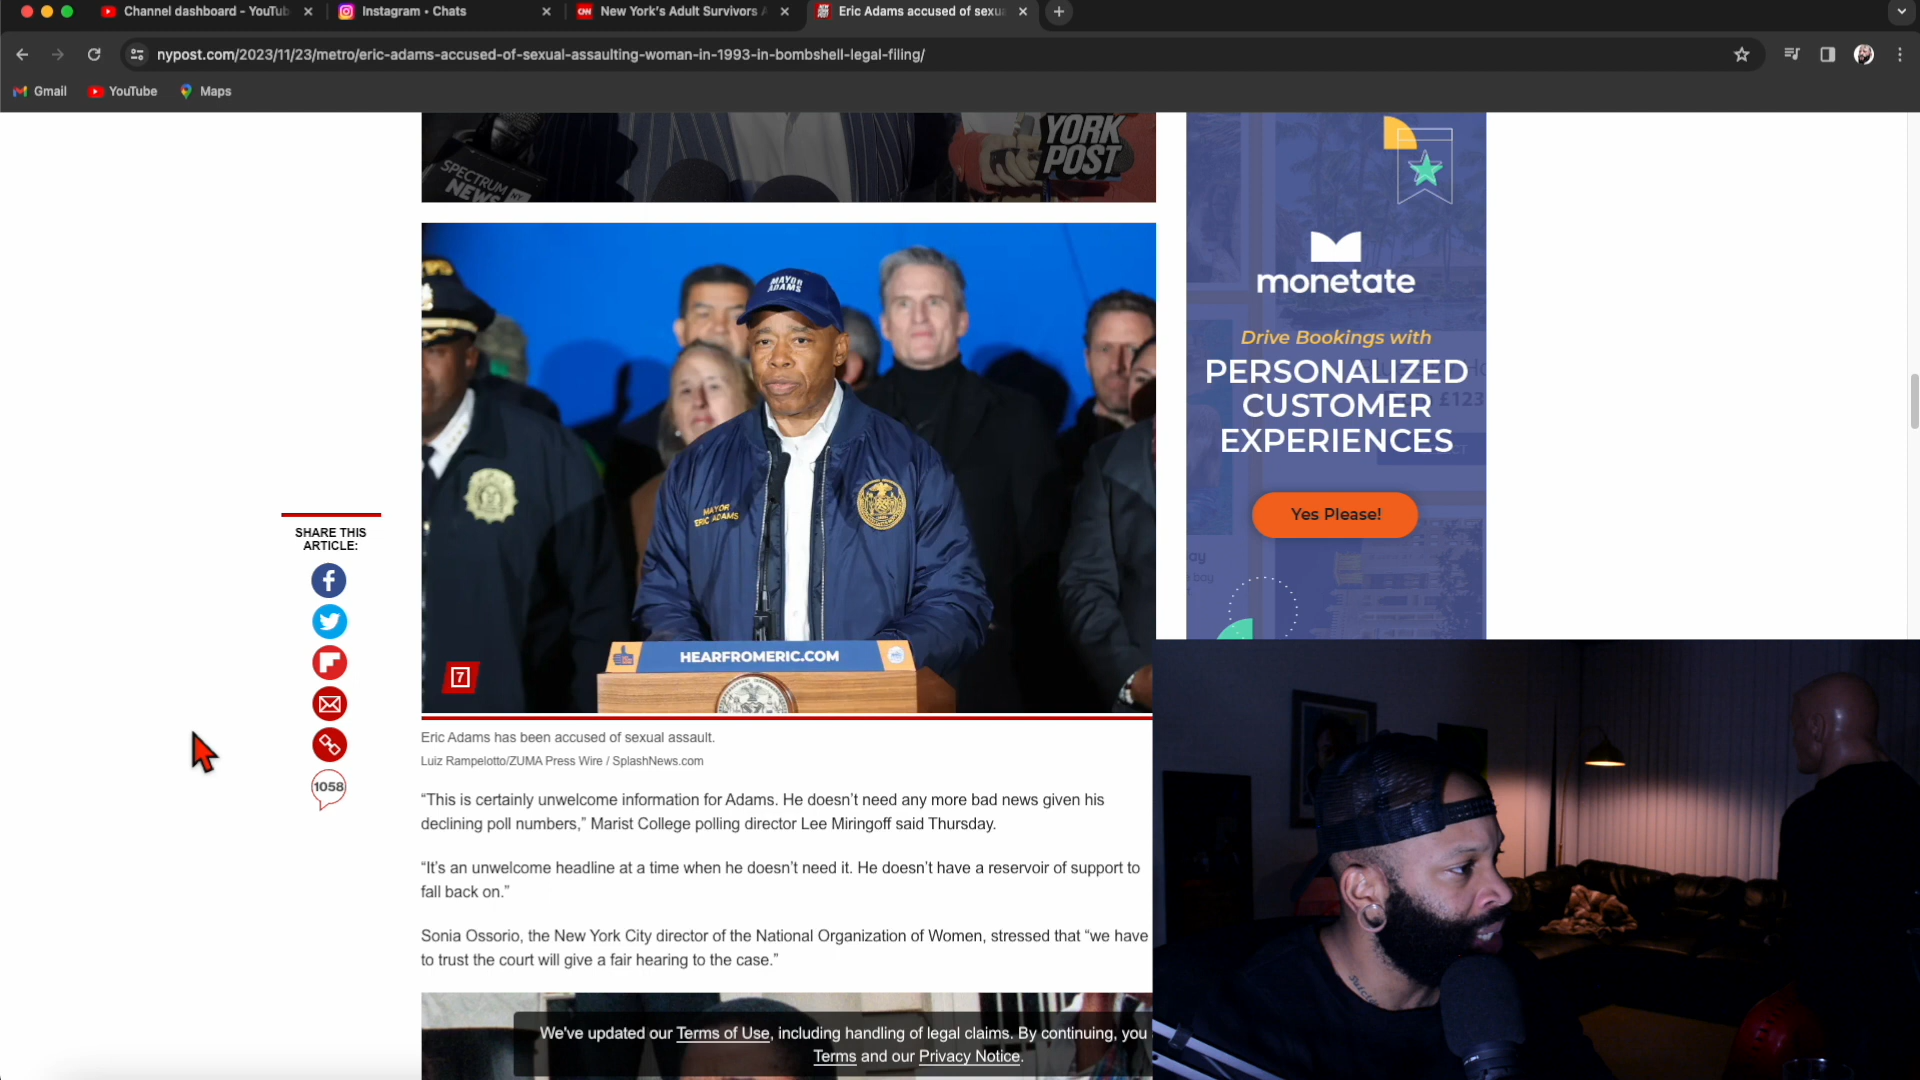 Channel dashboard - YouTub
Instagram • Chats
New York's Adult Survivors A
Eric Adams accused of sexua
nypost.com/2023/11/23/metro/eric-adams-accused-of-sexual-assaulting-woman-in-1993-in-bombshell-legal-filing/
Gmail
YouTube
Maps
SPECTRUM
NEWS
YORK
POST
MAYOR
ADAMS
MAYOR
ERIC ADAMS
HEARFROMERIC.COM
7
monetate
Drive Bookings with
PERSONALIZED
CUSTOMER
EXPERIENCES
£123
Yes Please!
SHARE THIS
ARTICLE:
1058
Eric Adams has been accused of sexual assault.
Luiz Rampelotto/ZUMA Press Wire / SplashNews.com
“This is certainly unwelcome information for Adams. He doesn’t need any more bad news given his
declining poll numbers,” Marist College polling director Lee Miringoff said Thursday.
“It’s an unwelcome headline at a time when he doesn’t need it. He doesn’t have a reservoir of support to
fall back on.”
Sonia Ossorio, the New York City director of the National Organization of Women, stressed that “we have
to trust the court will give a fair hearing to the case.”
We've updated our Terms of Use, including handling of legal claims. By continuing, you
Terms and our Privacy Notice.